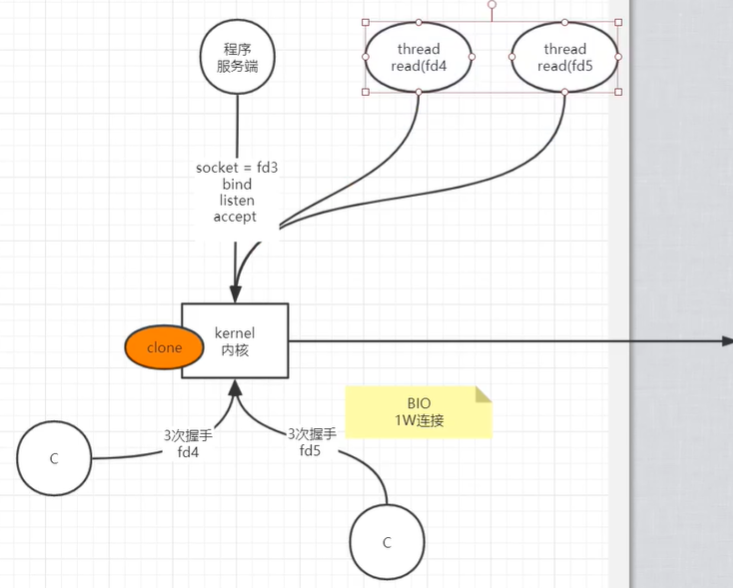 程序
服务端
thread
read(fd4
thread
read(fd5
socket = fd3
bind
listen
accept
kernel
内核
clone
BIO
1W连接
3次握手
fd4
3次握手
fd5
C
C